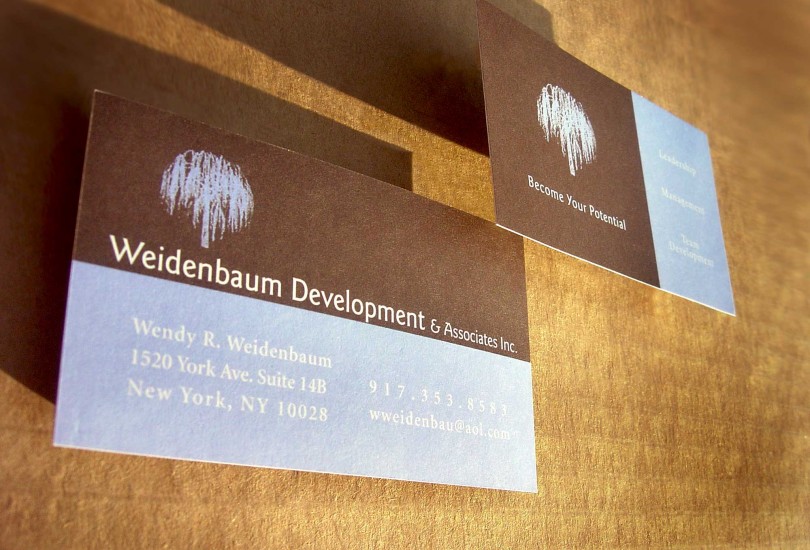 Weidenbaum Development & Associates Inc.
Wendy R. Weidenbaum
1520 York Ave. Suite 14B
New York, NY 10028
917.353.8583
wweidenbau@aol.com
Become Your Potential
Leadership
Management
Team
Development